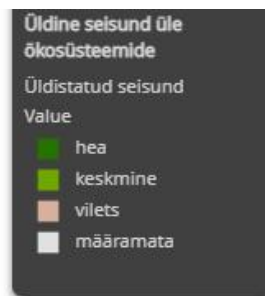 Üldine seisund üle
ökosüsteemide
Üldistatud seisund
Value
hea
keskmine
vilets
määramata